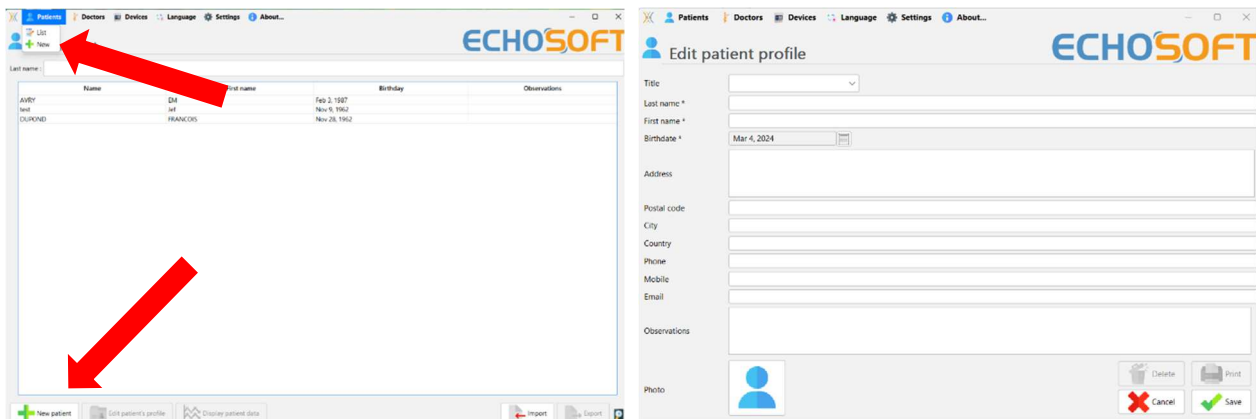 Patients Doctors Devices Language Settings About...
List
New
ECHOSOFT
Last name :
Name First name Birthday Observations
AVRY EM Feb 3, 1987
test Jef Nov 9, 1962
DUPOND FRANCOIS Nov 28, 1962
New patient Edit patient's profile Display patient data Import Export
Patients Doctors Devices Language Settings About...
Edit patient profile
ECHOSOFT
Title
Last name *
First name *
Birthdate * Mar 4, 2024
Address
Postal code
City
Country
Phone
Mobile
Email
Observations
Photo
Delete Print
Cancel Save